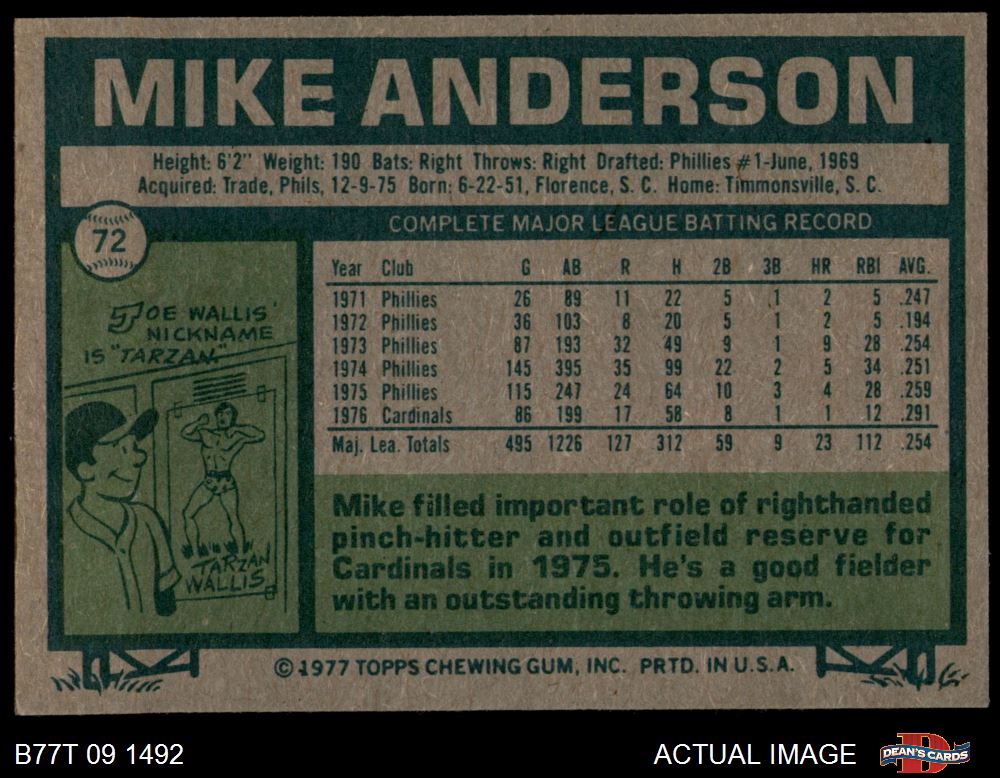 MIKE ANDERSON
Height: 6'2" Weight: 190 Bats: Right Throws: Right Drafted: Phillies #1-June, 1969
Acquired: Trade, Phils, 12-9-75 Born: 6-22-51, Florence, S. C. Home: Timmonsville, S. C.
72
JOE WALLIS'
NICKNAME
IS "TARZAN."
TARZAN
WALLIS
COMPLETE MAJOR LEAGUE BATTING RECORD
Year Club G AB R H 2B 3B HR RBI AVG.
1971 Phillies 26 89 11 22 5 1 2 5 .247
1972 Phillies 36 103 8 20 5 1 2 5 .194
1973 Phillies 87 193 32 49 9 1 9 28 .254
1974 Phillies 145 395 35 99 22 2 5 34 .251
1975 Phillies 115 247 24 64 10 3 4 28 .259
1976 Cardinals 86 199 17 58 8 1 1 12 .291
Maj. Lea. Totals 495 1226 127 312 59 9 23 112 .254
Mike filled important role of righthanded
pinch-hitter and outfield reserve for
Cardinals in 1975. He's a good fielder
with an outstanding throwing arm.
© 1977 TOPPS CHEWING GUM, INC. PRTD. IN U.S.A.
B77T 09 1492
ACTUAL IMAGE
DEAN'S CARDS